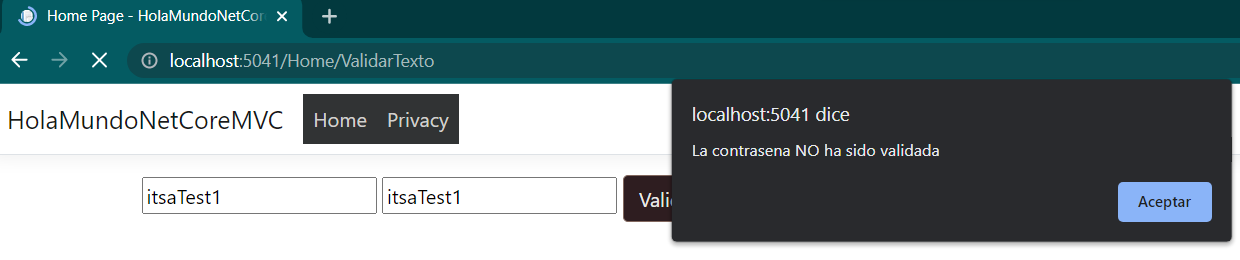 Home Page - HolaMundoNetCor
localhost:5041/Home/ValidarTexto
HolaMundoNetCoreMVC Home Privacy
localhost:5041 dice
La contrasena NO ha sido validada
Aceptar
itsaTest1 itsaTest1 Vali